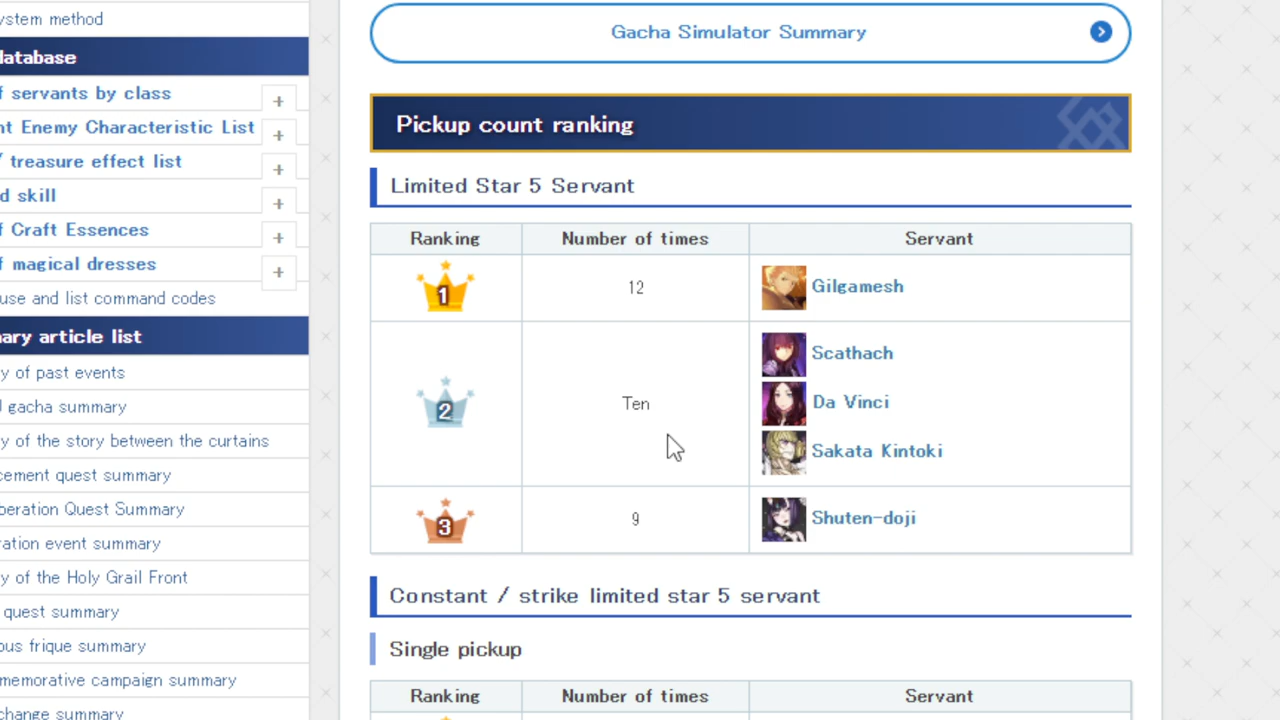 ystem method
atabase
f servants by class
nt Enemy Characteristic List
/ treasure effect list
d skill
f Craft Essences
f magical dresses
use and list command codes
ary article list
y of past events
gacha summary
y of the story between the curtains
cement quest summary
beration Quest Summary
ration event summary
y of the Holy Grail Front
quest summary
ous frique summary
memorative campaign summary
change summary
Gacha Simulator Summary
Pickup count ranking
Limited Star 5 Servant
Ranking Number of times Servant
1 12 Gilgamesh
2 Ten Scathach
Da Vinci
Sakata Kintoki
3 9 Shuten-doji
Constant / strike limited star 5 servant
Single pickup
Ranking Number of times Servant